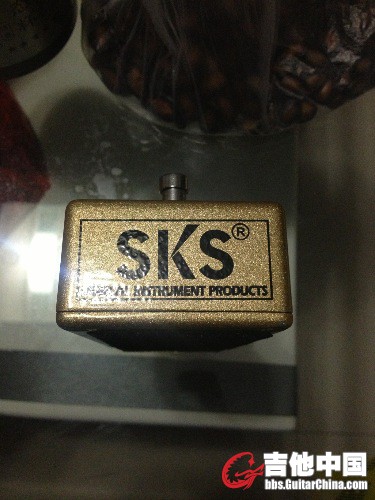 SKS®
INSTRUMENT PRODUCTS
吉他中国
bbs.GuitarChina.com